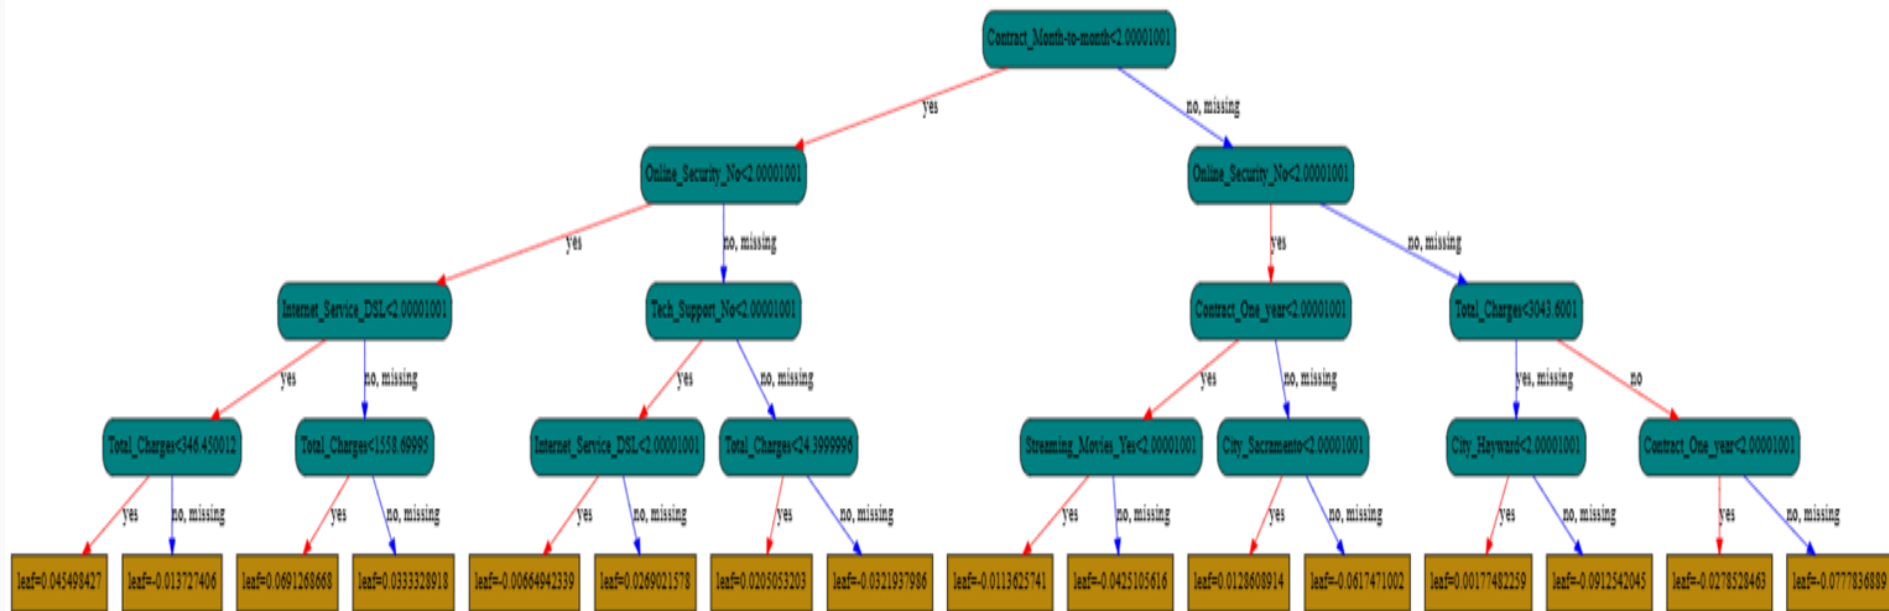 Contract_Month-to-month<2.00001001
yes
no, missing
Online_Security_No<2.00001001
Online_Security_No<2.00001001
yes
no, missing
yes
no, missing
Internet_Service_DSL<2.00001001
Tech_Support_No<2.00001001
Contract_One_year<2.00001001
Total_Charges<3043.6001
yes
no, missing
yes
no, missing
yes
no, missing
yes, missing
no
Total_Charges<346.450012
Total_Charges<1558.69995
Internet_Service_DSL<2.00001001
Total_Charges<24.3999996
Streaming_Movies_Yes<2.00001001
City_Sacramento<2.00001001
City_Hayward<2.00001001
Contract_One_year<2.00001001
yes
no, missing
yes
no, missing
yes
no, missing
yes
no, missing
yes
no, missing
yes
no, missing
yes
no, missing
yes
no, missing
leaf=0.045498427
leaf=-0.013727406
leaf=0.0691268668
leaf=0.0333328918
leaf=-0.00664942339
leaf=0.0269021578
leaf=0.0205053203
leaf=-0.0321937986
leaf=-0.0113625741
leaf=-0.0425105616
leaf=0.0128608914
leaf=-0.0617471002
leaf=0.00177482259
leaf=-0.0912542045
leaf=-0.0278528463
leaf=-0.0777836889